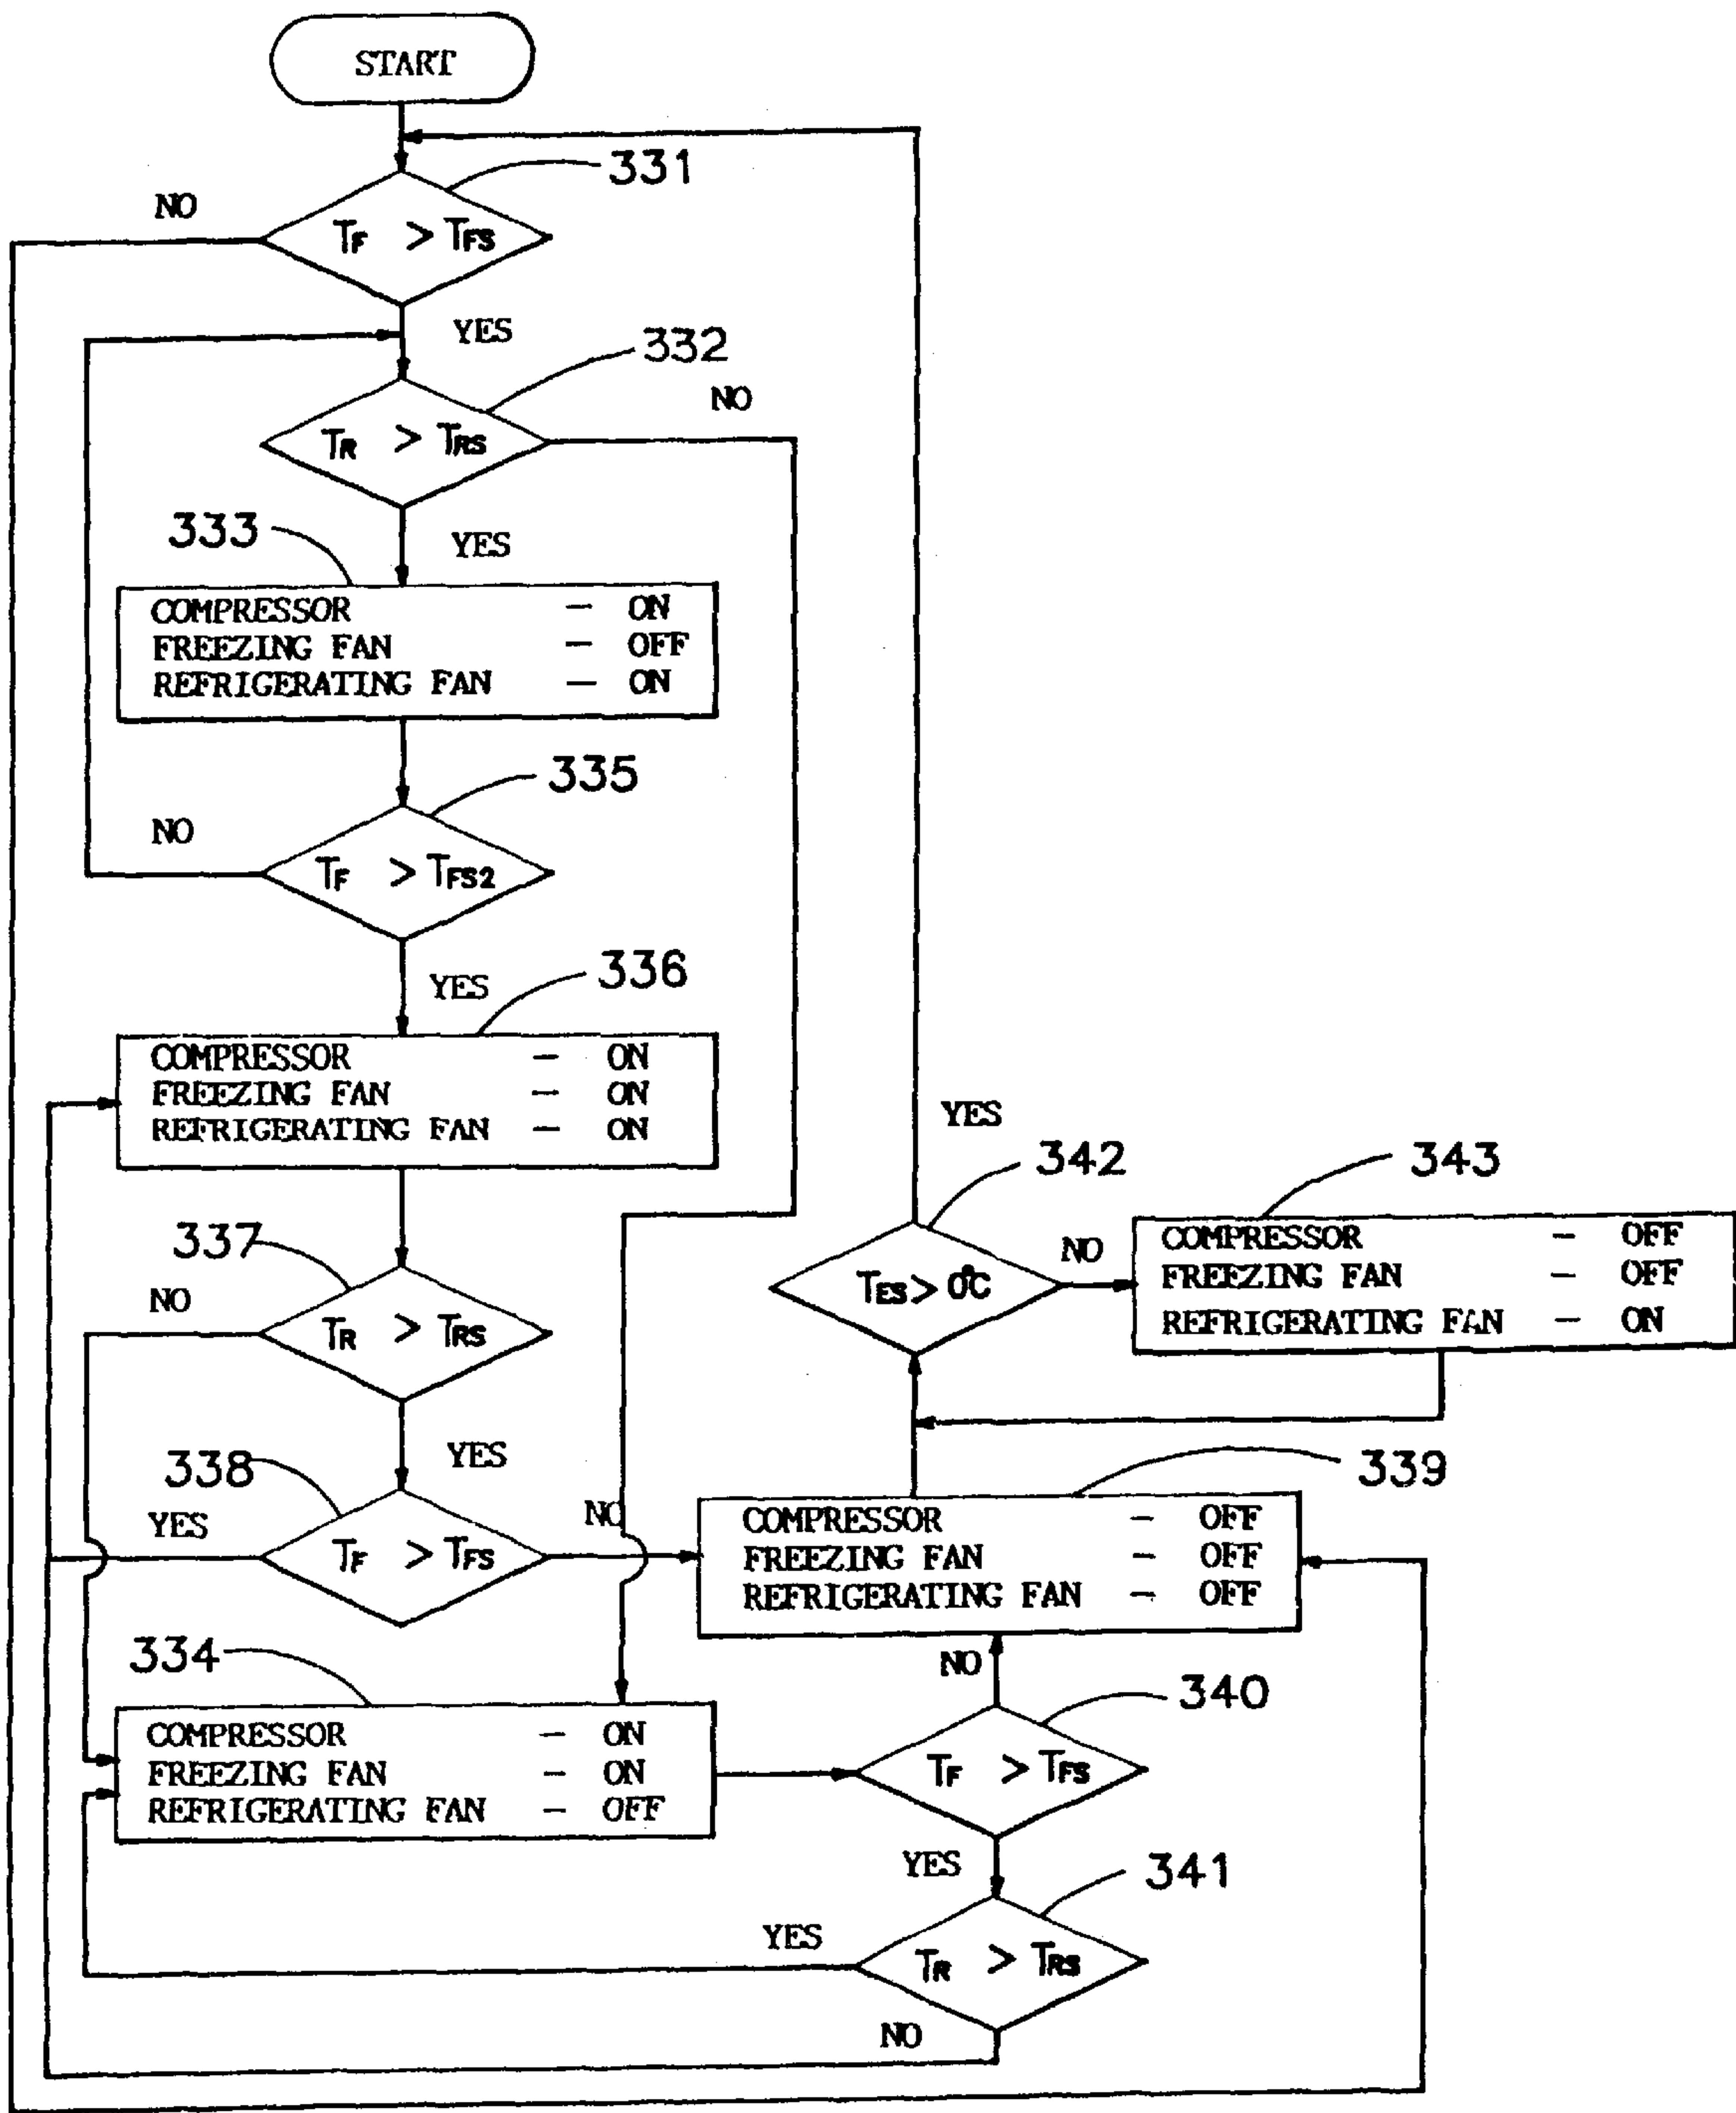 START
331
NO
TF > TFS
YES
332
NO
TR > TRS
333
YES
COMPRESSOR — ON
FREEZING FAN — OFF
REFRIGERATING FAN — ON
335
NO
TF > TFS2
YES
336
COMPRESSOR — ON
FREEZING FAN — ON
REFRIGERATING FAN — ON
YES
342
343
337
NO
TR > TRS
TES > 0°C
NO
COMPRESSOR — OFF
FREEZING FAN — OFF
REFRIGERATING FAN — ON
YES
338
YES
TF > TFS
NO
339
COMPRESSOR — OFF
FREEZING FAN — OFF
REFRIGERATING FAN — OFF
334
NO
340
COMPRESSOR — ON
FREEZING FAN — ON
REFRIGERATING FAN — OFF
TF > TFS
YES
341
YES
TR > TRS
NO